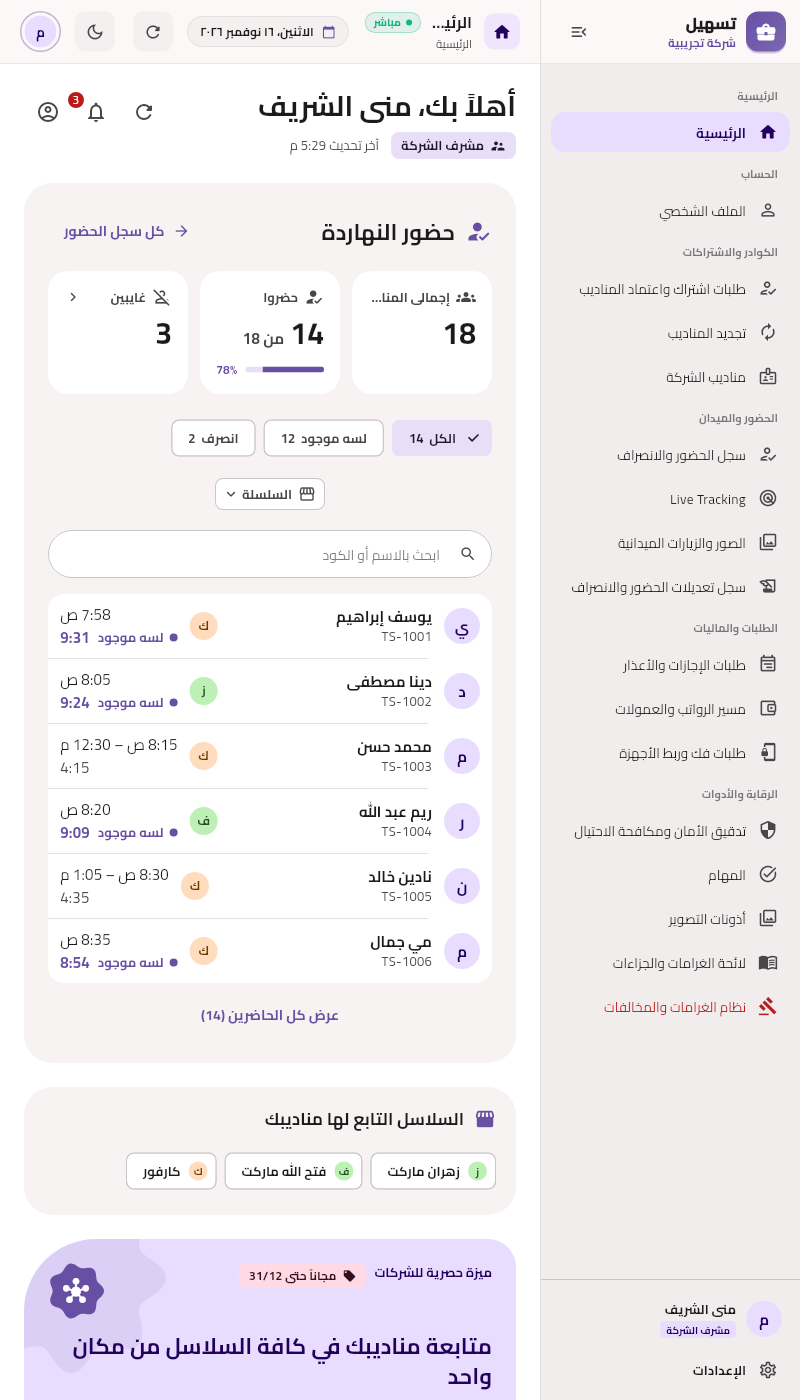 تسهيل
شركة تجريبية
الرئيسية
الرئيسية
الحساب
الملف الشخصي
الكوادر والاشتراكات
طلبات اشتراك واعتماد المناديب
تجديد المناديب
مناديب الشركة
الحضور والميدان
سجل الحضور والانصراف
Live Tracking
الصور والزيارات الميدانية
سجل تعديلات الحضور والانصراف
الطلبات والماليات
طلبات الإجازات والأعذار
مسير الرواتب والعمولات
طلبات فك وربط الأجهزة
الرقابة والأدوات
تدقيق الأمان ومكافحة الاحتيال
المهام
أذونات التصوير
لائحة الغرامات والجزاءات
نظام الغرامات والمخالفات
م
منى الشريف
مشرف الشركة
الإعدادات
الرئيـ...
الرئيسية
مباشر
الاثنين، ١٦ نوفمبر ٢٠٢٦
م
أهلاً بك، منى الشريف
3
مشرف الشركة
آخر تحديث 5:29 م
حضور النهاردة
كل سجل الحضور
إجمالي المنا...
18
حضروا
14 من 18
78%
غايبين
3
الكل 14
لسه موجود 12
انصرف 2
السلسلة
ابحث بالاسم أو الكود
ي يوسف إبراهيم ك 7:58 ص
TS-1001 لسه موجود 9:31
د دينا مصطفى ز 8:05 ص
TS-1002 لسه موجود 9:24
م محمد حسن ك 8:15 ص – 12:30 م
TS-1003 4:15
ر ريم عبد الله ف 8:20 ص
TS-1004 لسه موجود 9:09
ن نادين خالد ك 8:30 ص – 1:05 م
TS-1005 4:35
م مي جمال ك 8:35 ص
TS-1006 لسه موجود 8:54
عرض كل الحاضرين (14)
السلاسل التابع لها مناديبك
ز زهران ماركت
ف فتح الله ماركت
ك كارفور
ميزة حصرية للشركات
مجاناً حتى 31/12
متابعة مناديبك في كافة السلاسل من مكان
واحد